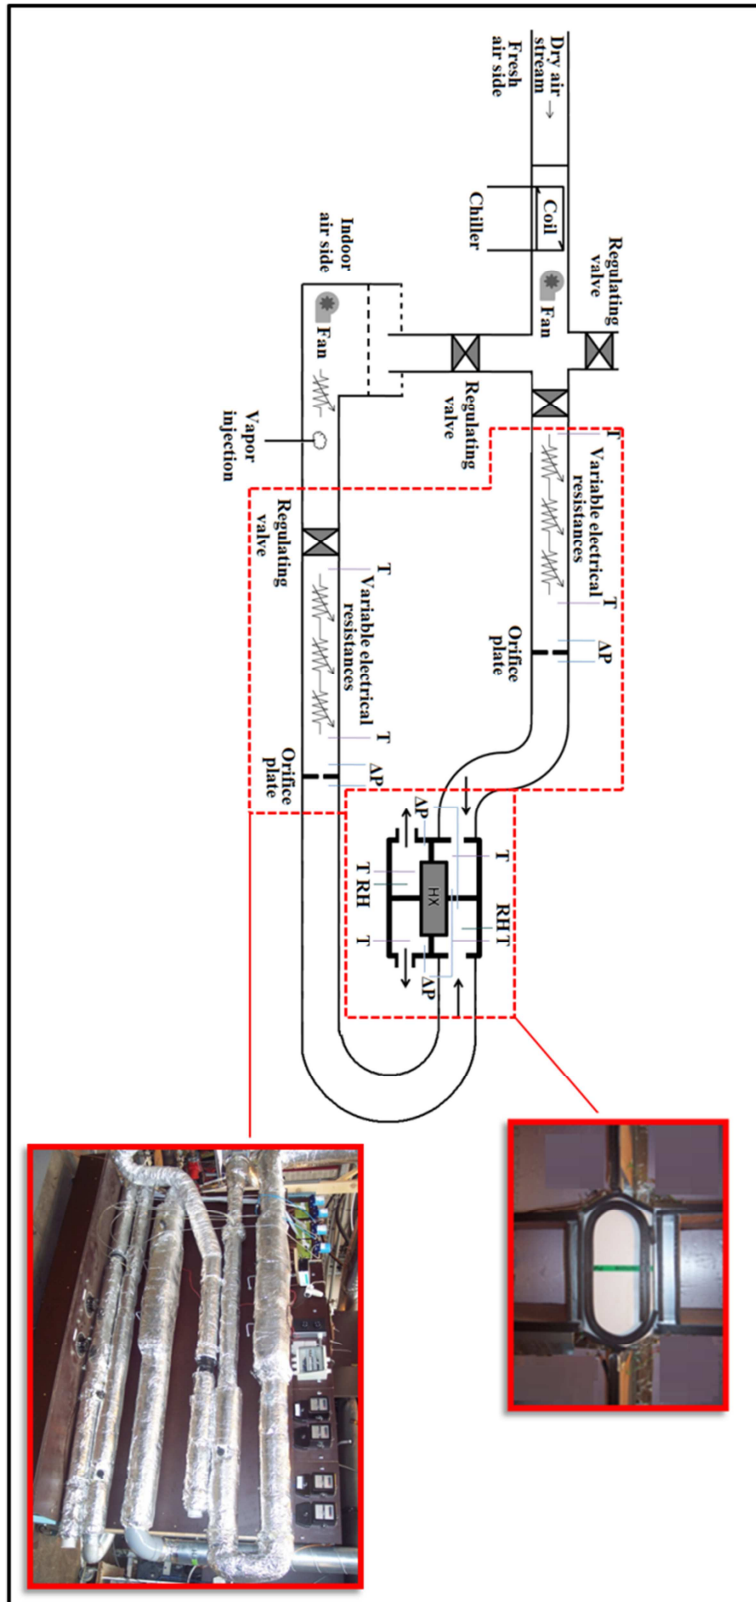 Dry air
stream
→
Fresh
air side
Coil
Chiller
Fan
Regulating
valve
Indoor
air side
Fan
Vapor
injection
Regulating
valve
T
Variable electrical
resistances
T
ΔP
Orifice
plate
Regulating
valve
T
Variable electrical
resistances
T
ΔP
Orifice
plate
ΔP
T
HX
T RH
RH T
T
ΔP